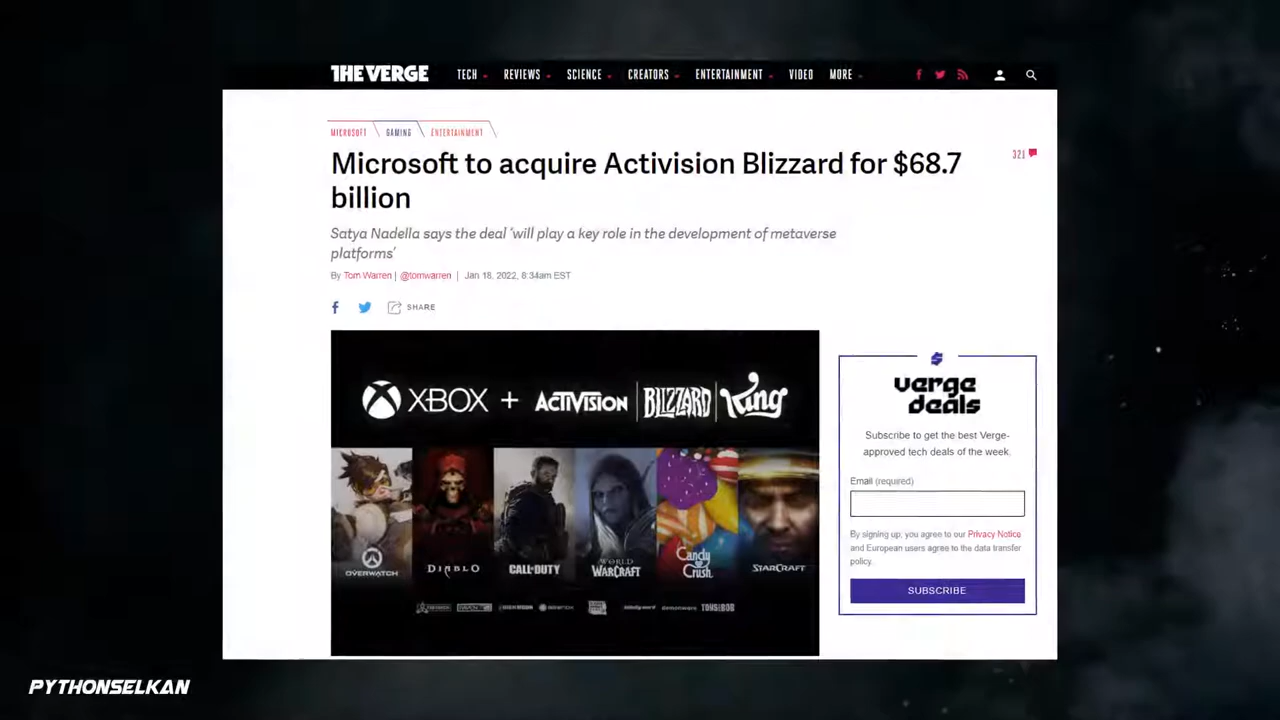 THE VERGE TECH REVIEWS SCIENCE CREATORS ENTERTAINMENT VIDEO MORE
MICROSOFT GAMING ENTERTAINMENT
Microsoft to acquire Activision Blizzard for $68.7
billion
321
Satya Nadella says the deal ‘will play a key role in the development of metaverse
platforms’
By Tom Warren | @tomwarren | Jan 18, 2022, 8:34am EST
SHARE
XBOX + ACTIVISION BLIZZARD King
OVERWATCH
DIABLO
CALL OF DUTY
WORLD
WARCRAFT
Candy
Crush
STARCRAFT
TOYS FOR BOB
verge
deals
Subscribe to get the best Verge-
approved tech deals of the week.
Email (required)
By signing up, you agree to our Privacy Notice
and European users agree to the data transfer
policy.
SUBSCRIBE
PYTHONSELKAN